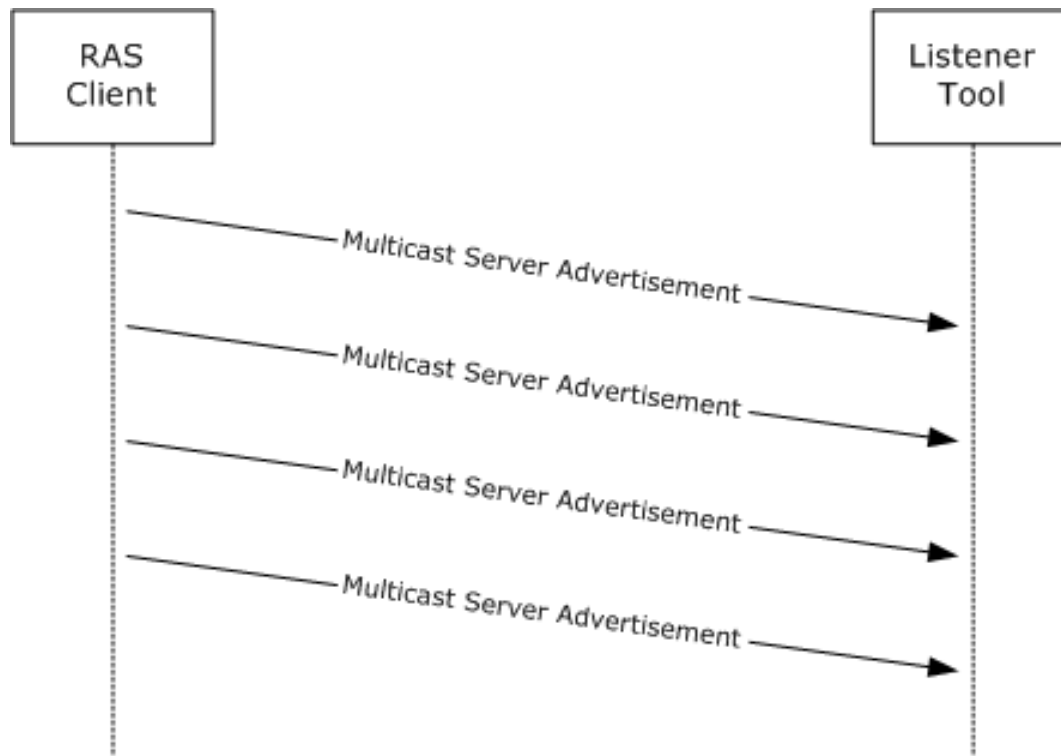 RAS
Client
Listener
Tool
Multicast Server Advertisement
Multicast Server Advertisement
Multicast Server Advertisement
Multicast Server Advertisement